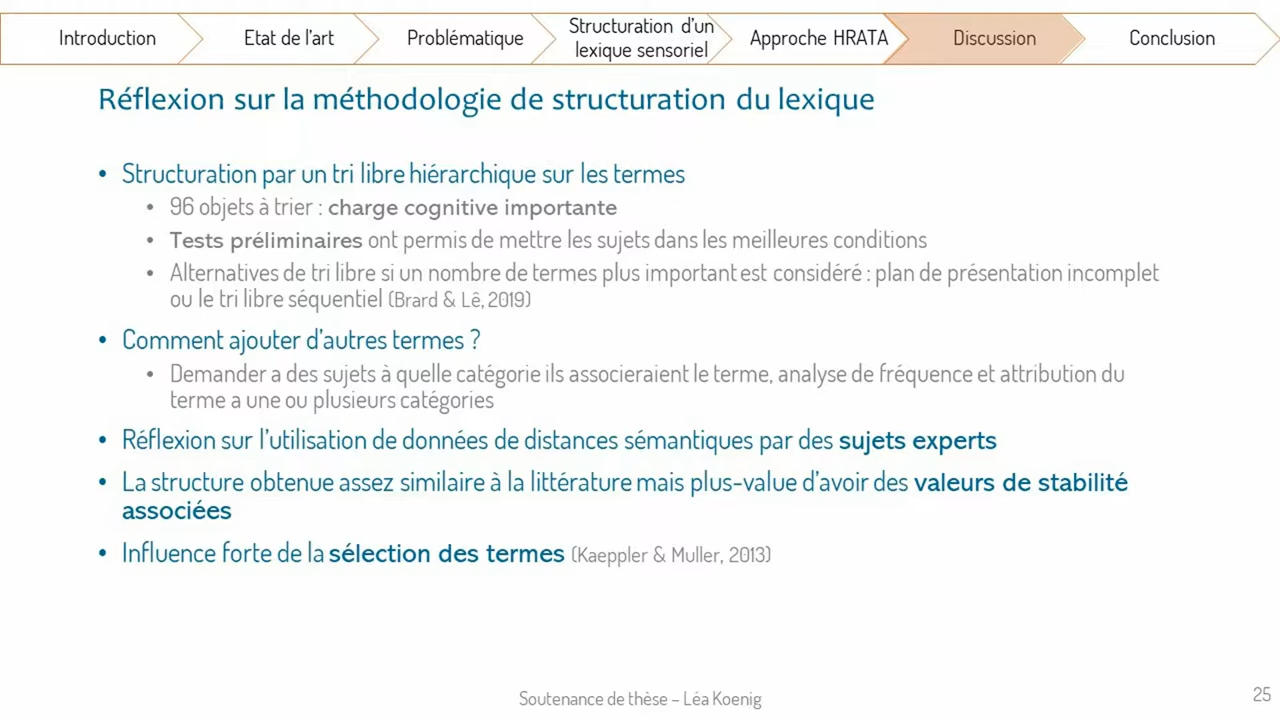 Introduction
Etat de l'art
Problématique
Structuration d'un
lexique sensoriel
Approche HRATA
Discussion
Conclusion
Réflexion sur la méthodologie de structuration du lexique
• Structuration par un tri libre hiérarchique sur les termes
• 96 objets à trier : charge cognitive importante
• Tests préliminaires ont permis de mettre les sujets dans les meilleures conditions
• Alternatives de tri libre si un nombre de termes plus important est considéré : plan de présentation incomplet
ou le tri libre séquentiel (Brard & Lê, 2019)
• Comment ajouter d'autres termes ?
• Demander a des sujets à quelle catégorie ils associeraient le terme, analyse de fréquence et attribution du
terme a une ou plusieurs catégories
• Réflexion sur l'utilisation de données de distances sémantiques par des sujets experts
• La structure obtenue assez similaire à la littérature mais plus-value d'avoir des valeurs de stabilité
associées
• Influence forte de la sélection des termes (Kaeppler & Muller, 2013)
Soutenance de thèse – Léa Koenig
25